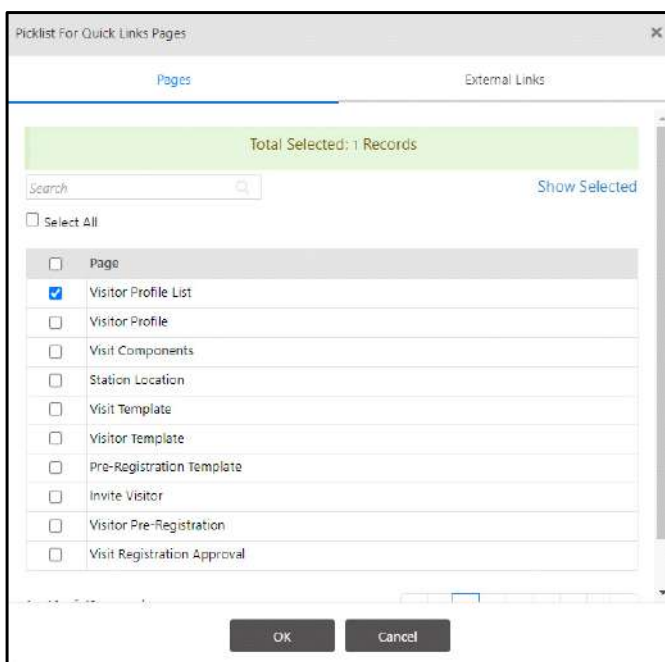 Picklist For Quick Links Pages
Pages External Links
Total Selected: 1 Records
Search Show Selected
Select All
Page
Visitor Profile List
Visitor Profile
Visit Components
Station Location
Visit Template
Visitor Template
Pre-Registration Template
Invite Visitor
Visitor Pre-Registration
Visit Registration Approval
OK Cancel